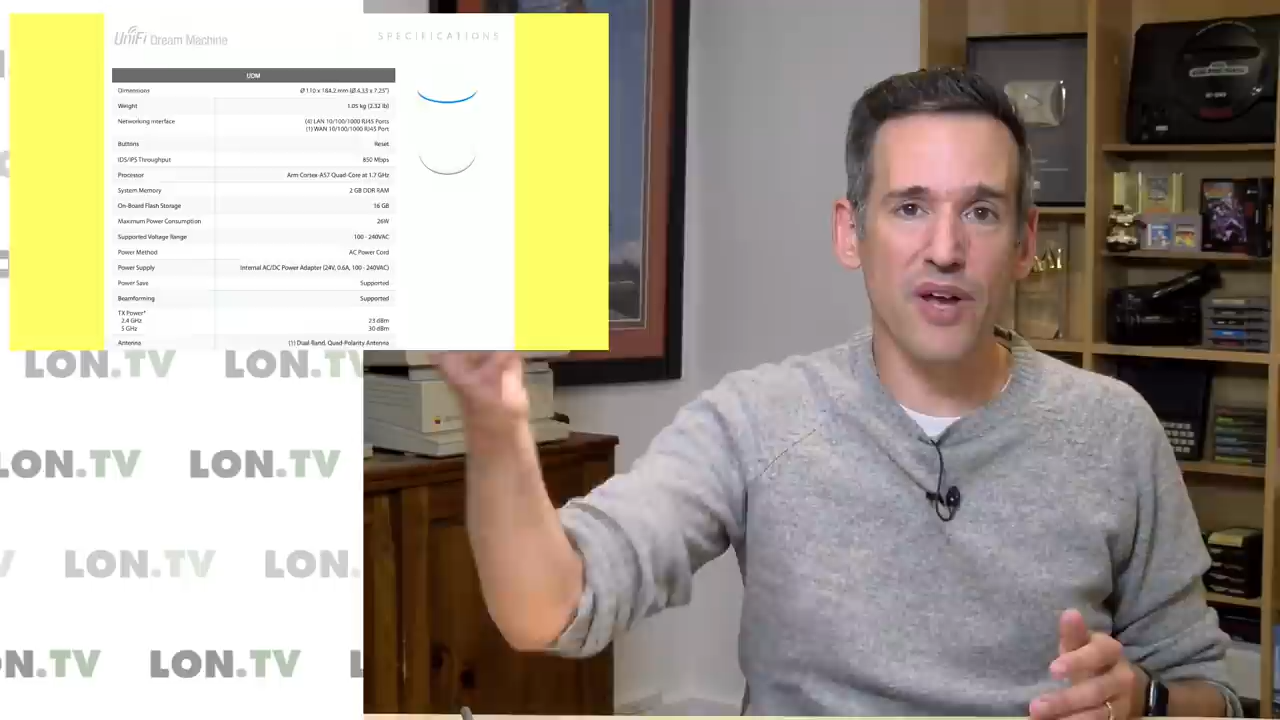 UniFi Dream Machine
SPECIFICATIONS
UDM
Dimensions Ø 110 x 184.2 mm (Ø 4.33 x 7.25")
Weight 1.05 kg (2.32 lb)
Networking Interface (4) LAN 10/100/1000 RJ45 Ports
(1) WAN 10/100/1000 RJ45 Port
Buttons Reset
IDS/IPS Throughput 850 Mbps
Processor Arm Cortex-A57 Quad-Core at 1.7 GHz
System Memory 2 GB DDR RAM
On-Board Flash Storage 16 GB
Maximum Power Consumption 26W
Supported Voltage Range 100 - 240VAC
Power Method AC Power Cord
Power Supply Internal AC/DC Power Adapter (24V, 0.6A, 100 - 240VAC)
Power Save Supported
Beamforming Supported
TX Power*
2.4 GHz 23 dBm
5 GHz 30 dBm
Antenna (1) Dual-Band, Quad-Polarity Antenna
LON.TV LON.TV
LON.TV LON.TV
LON.TV LON.
N.TV LON.TV